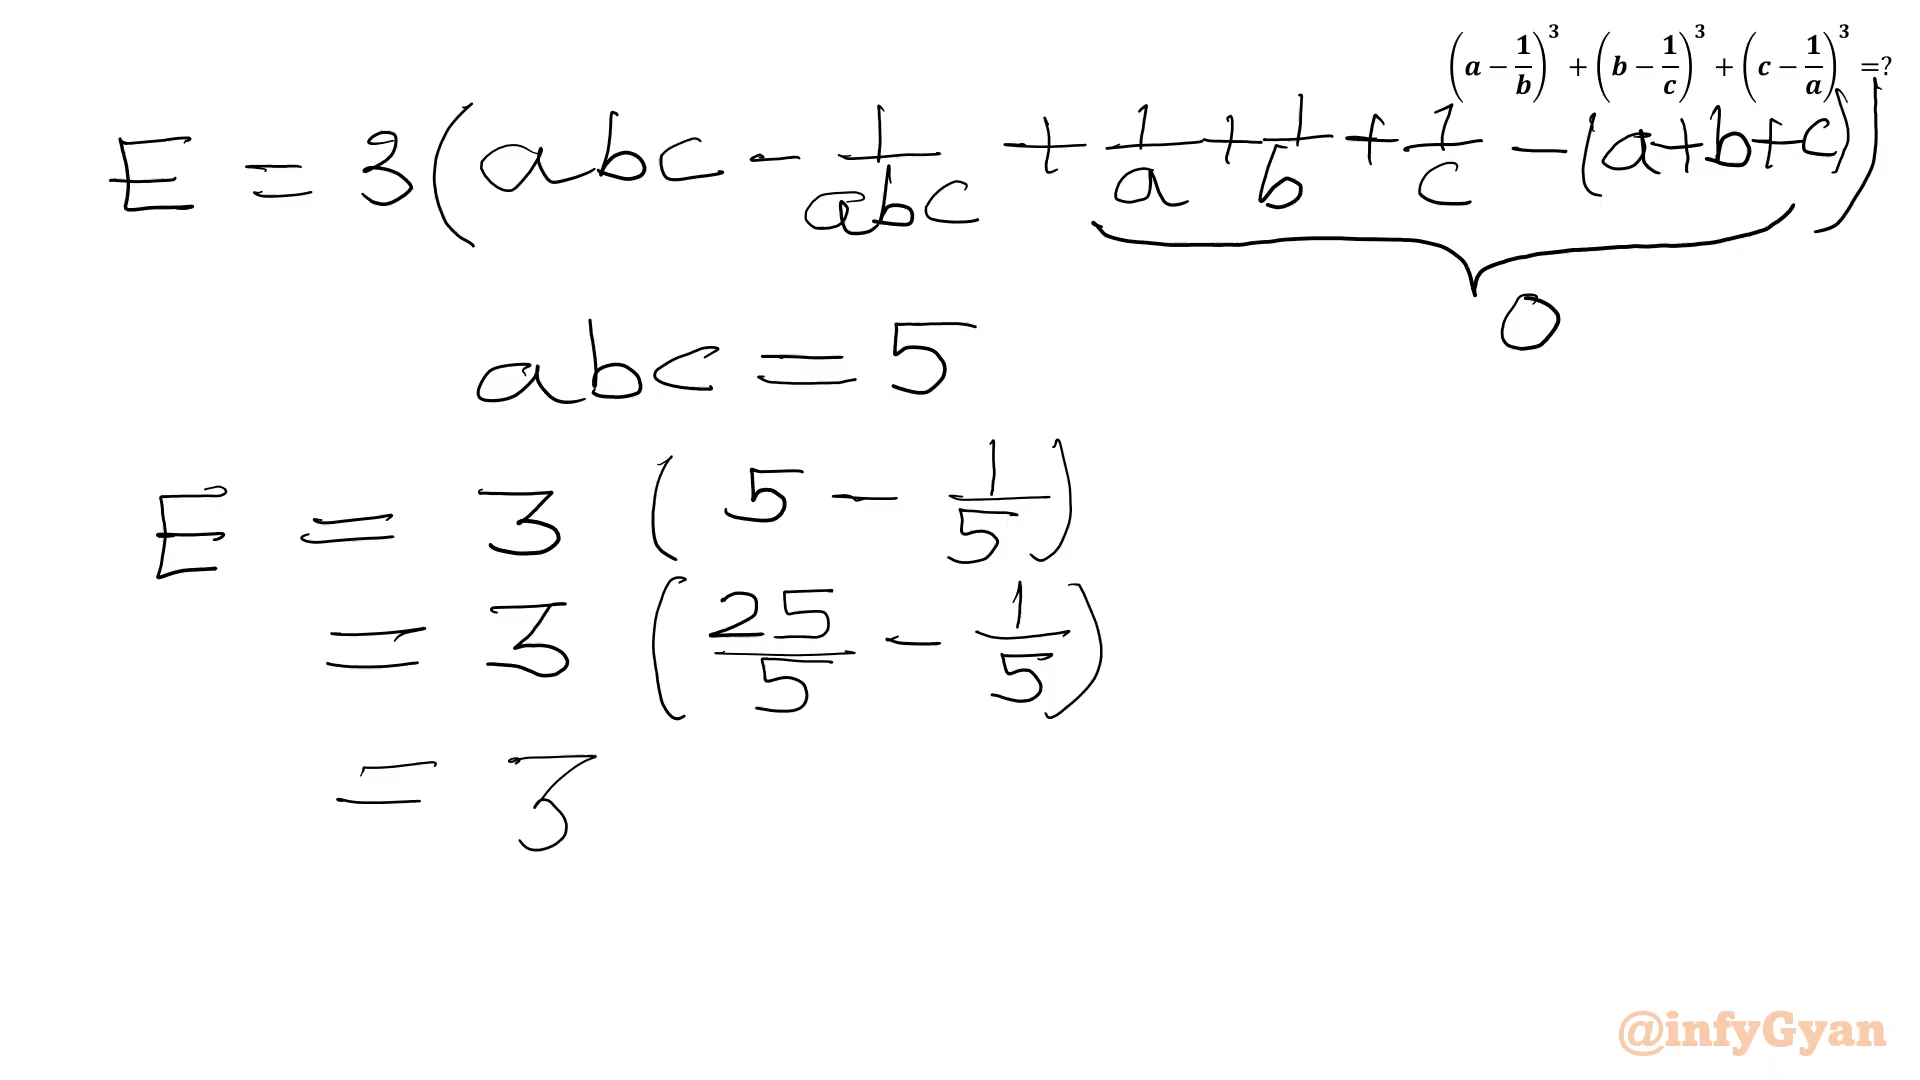 (a − 1/b)³ + (b − 1/c)³ + (c − 1/a)³ =?
E = 3(abc − 1/abc + 1/a + 1/b + 1/c − (a+b+c))
0
abc = 5
E = 3 (5 − 1/5)
= 3 (25/5 − 1/5)
= 3
@infyGyan